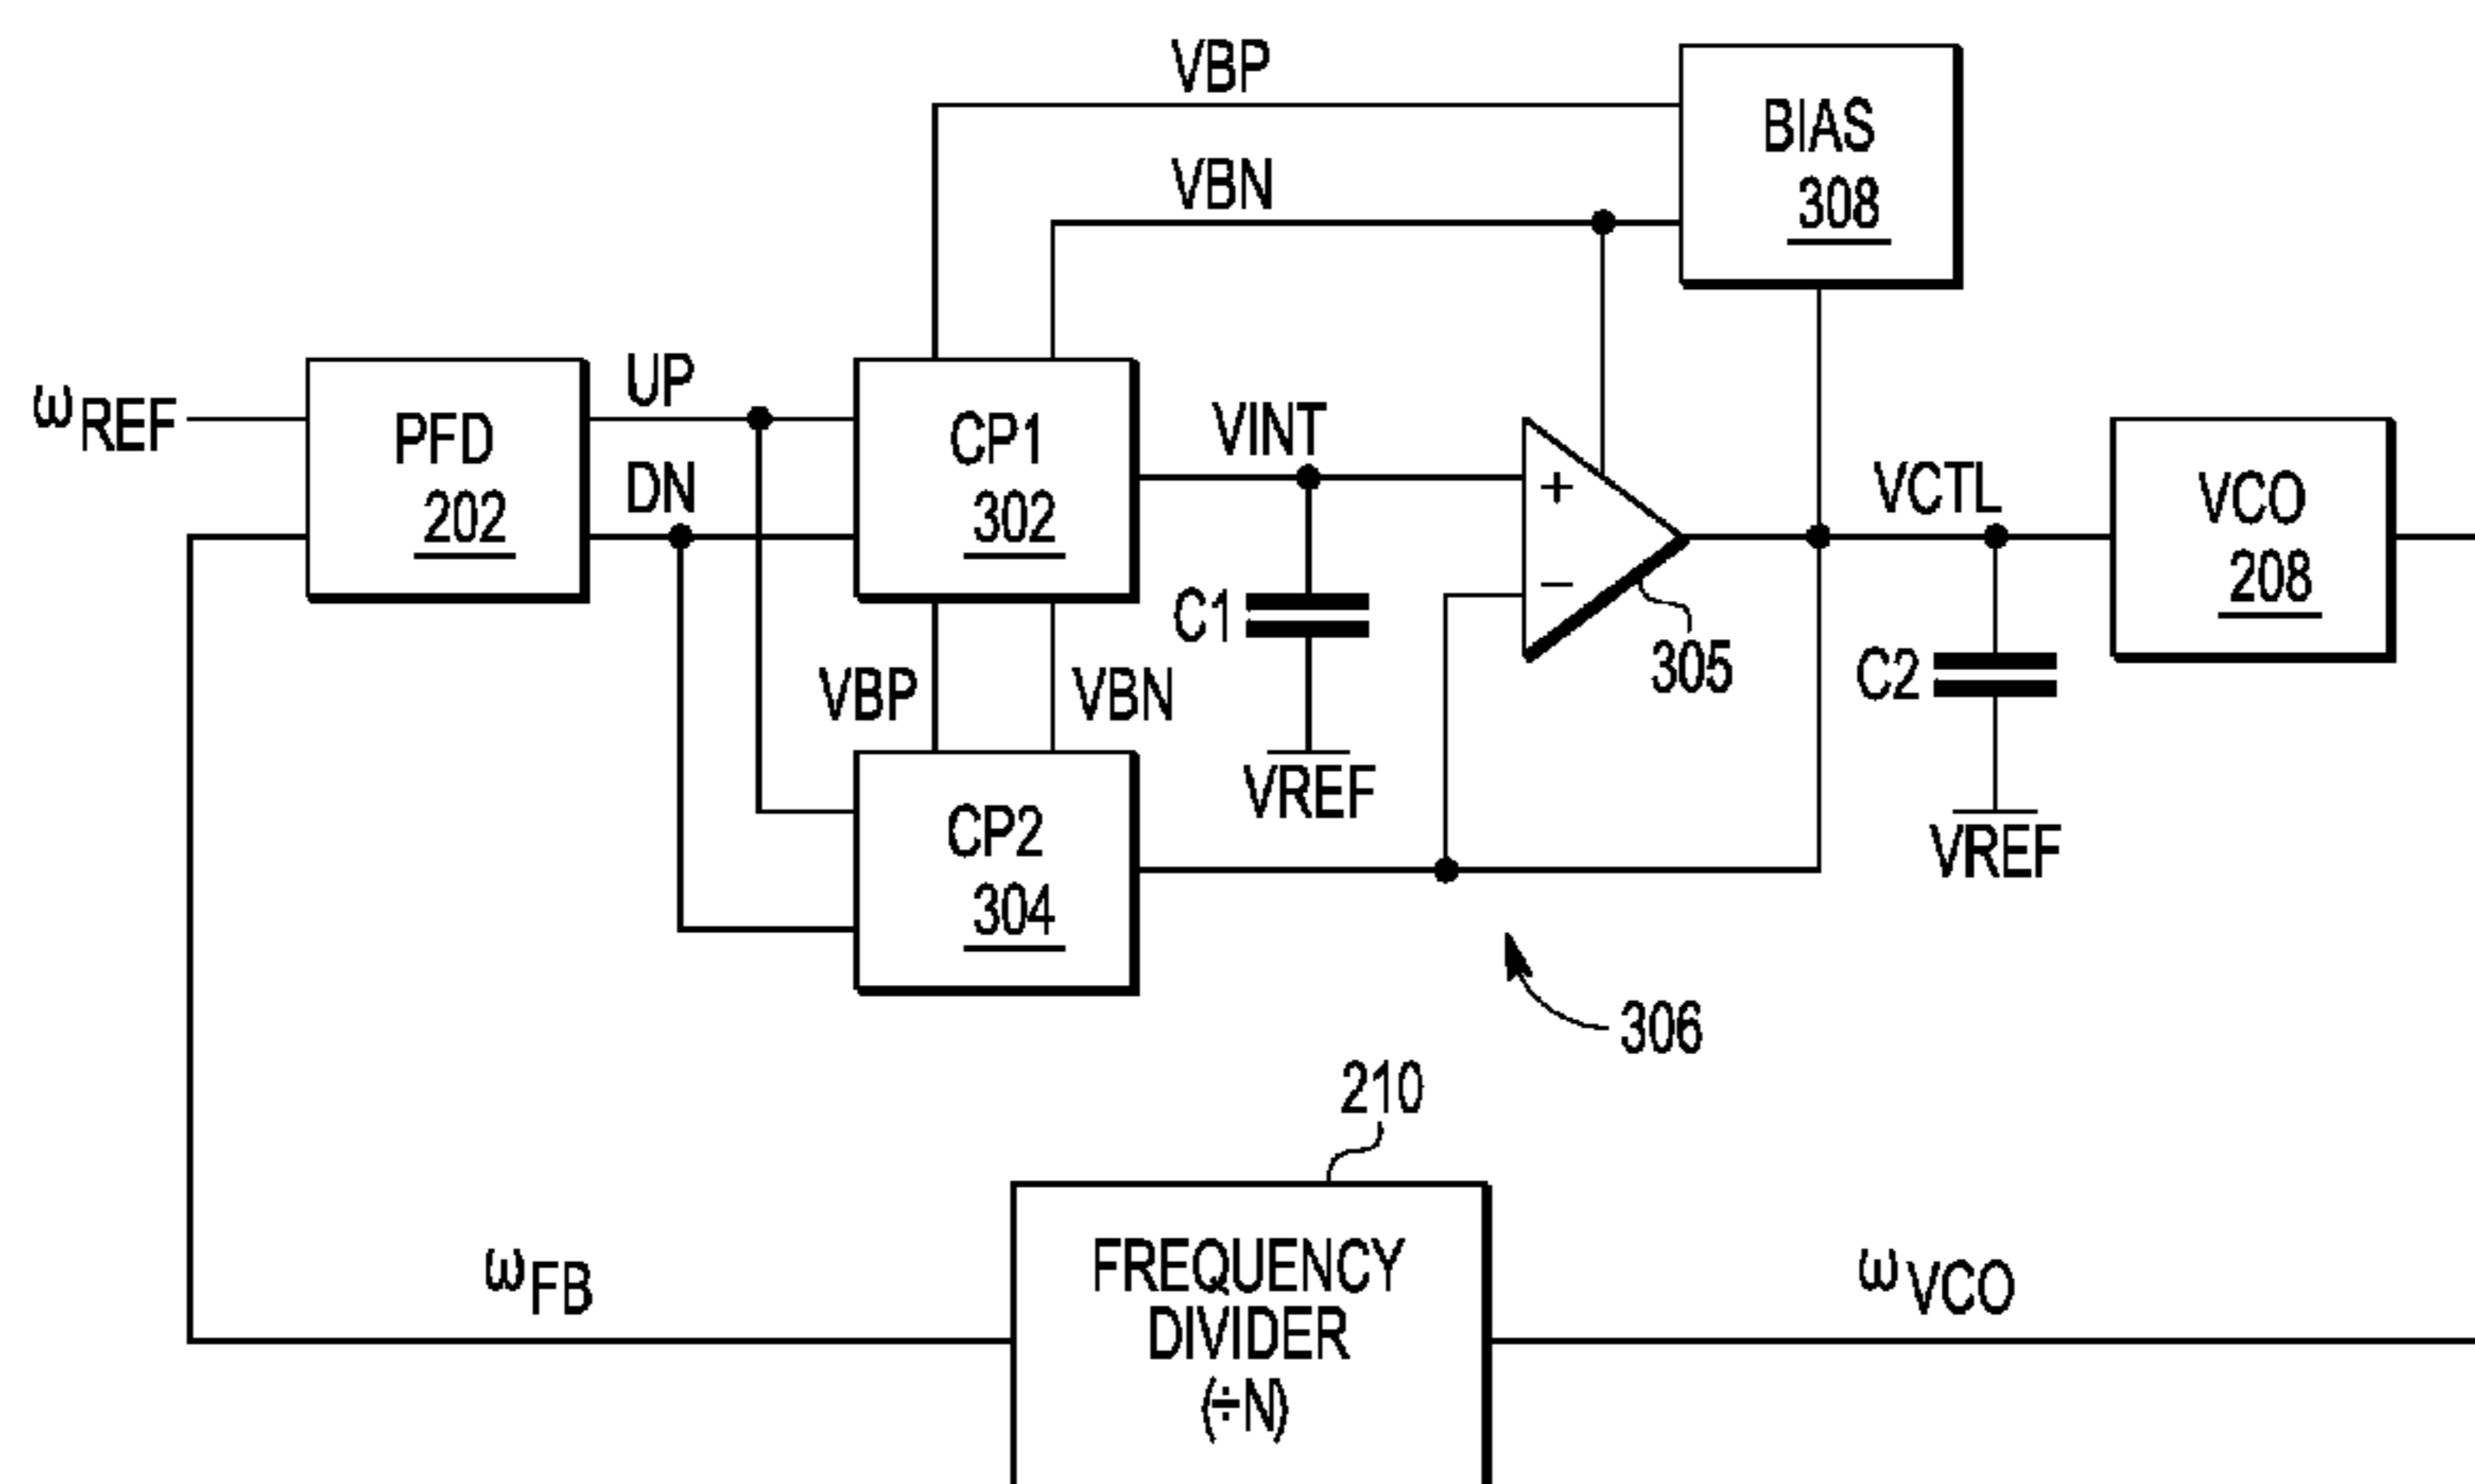 VBP
BIAS
308
VBN
ωREF
PFD
202
UP
DN
CP1
302
VINT
+
−
305
C1
VREF
VCTL
VCO
208
C2
VREF
VBP
VBN
CP2
304
306
210
FREQUENCY
DIVIDER
(÷N)
ωFB
ωVCO